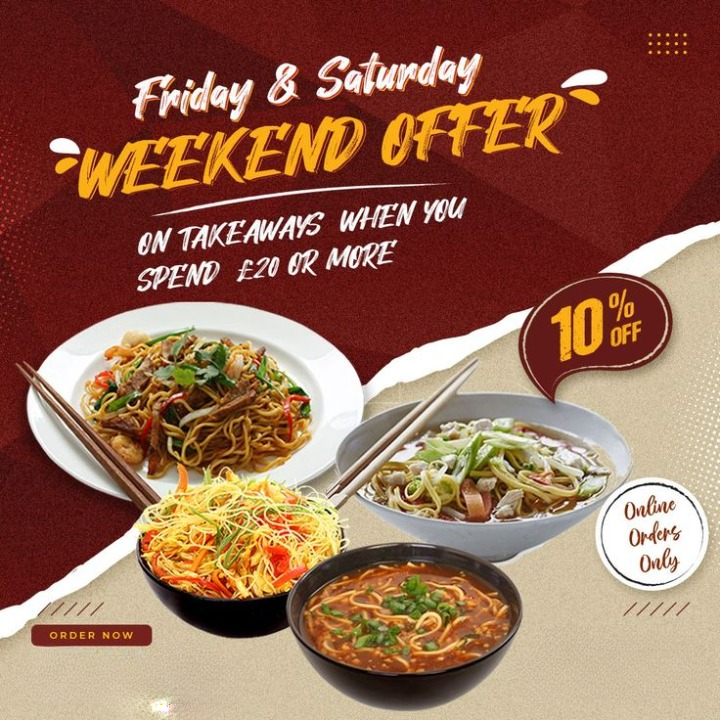 Friday & Saturday
WEEKEND OFFER
ON TAKEAWAYS WHEN YOU
SPEND £20 OR MORE
10%
OFF
Online
Orders
Only
ORDER NOW